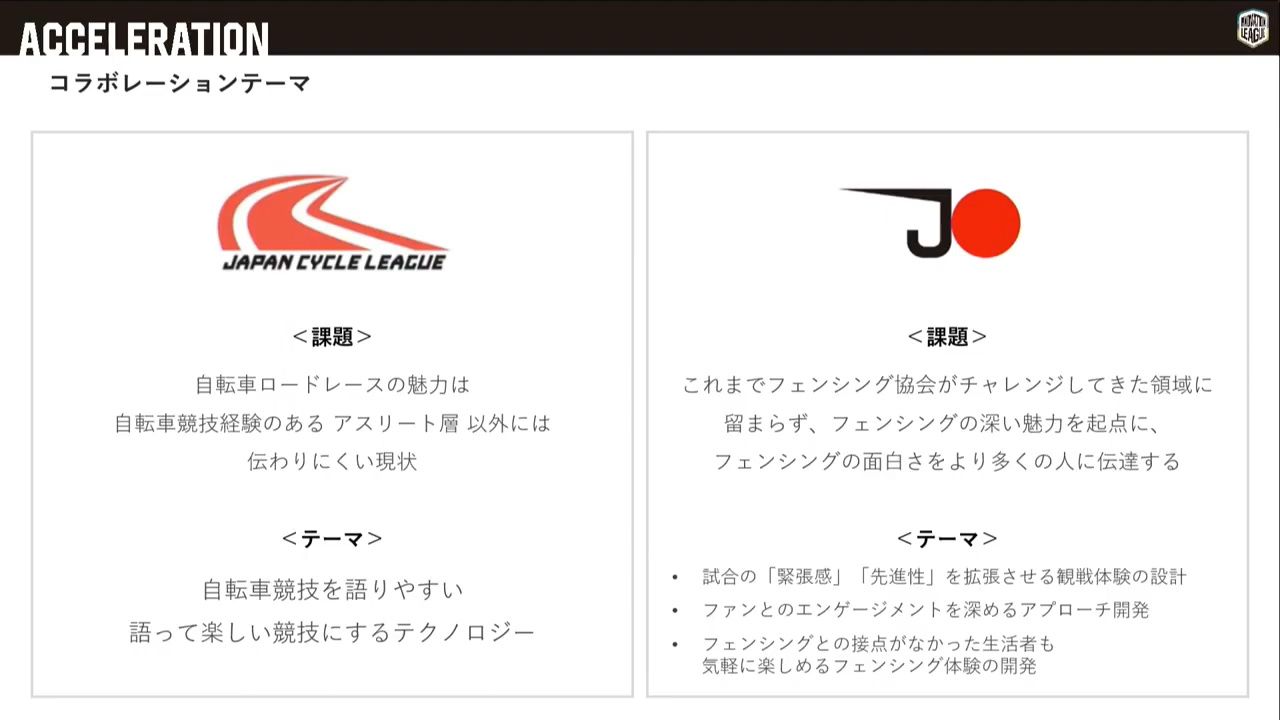 ACCELERATION
INNOVATION
LEAGUE
コラボレーションテーマ
JAPAN CYCLE LEAGUE
＜課題＞
自転車ロードレースの魅力は
自転車競技経験のある アスリート層 以外には
伝わりにくい現状
＜テーマ＞
自転車競技を語りやすい
語って楽しい競技にするテクノロジー
J
＜課題＞
これまでフェンシング協会がチャレンジしてきた領域に
留まらず、フェンシングの深い魅力を起点に、
フェンシングの面白さをより多くの人に伝達する
＜テーマ＞
• 試合の「緊張感」「先進性」を拡張させる観戦体験の設計
• ファンとのエンゲージメントを深めるアプローチ開発
• フェンシングとの接点がなかった生活者も
気軽に楽しめるフェンシング体験の開発